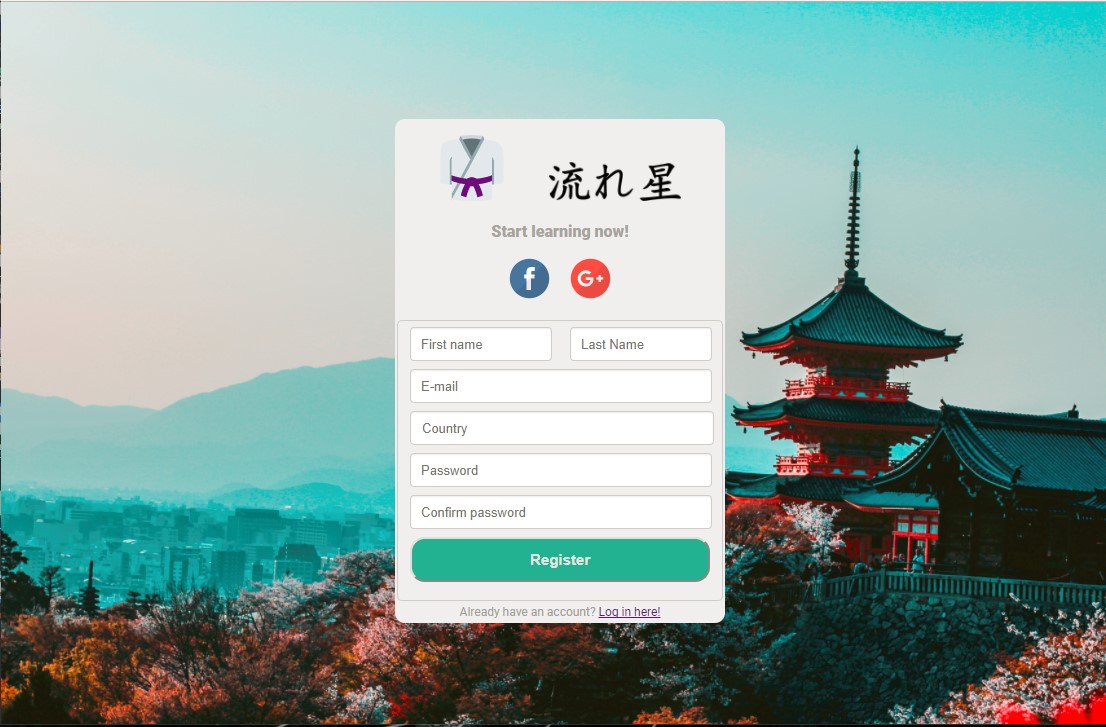 流れ星
Start learning now!
f G+
First name Last Name
E-mail
Country
Password
Confirm password
Register
Already have an account? Log in here!